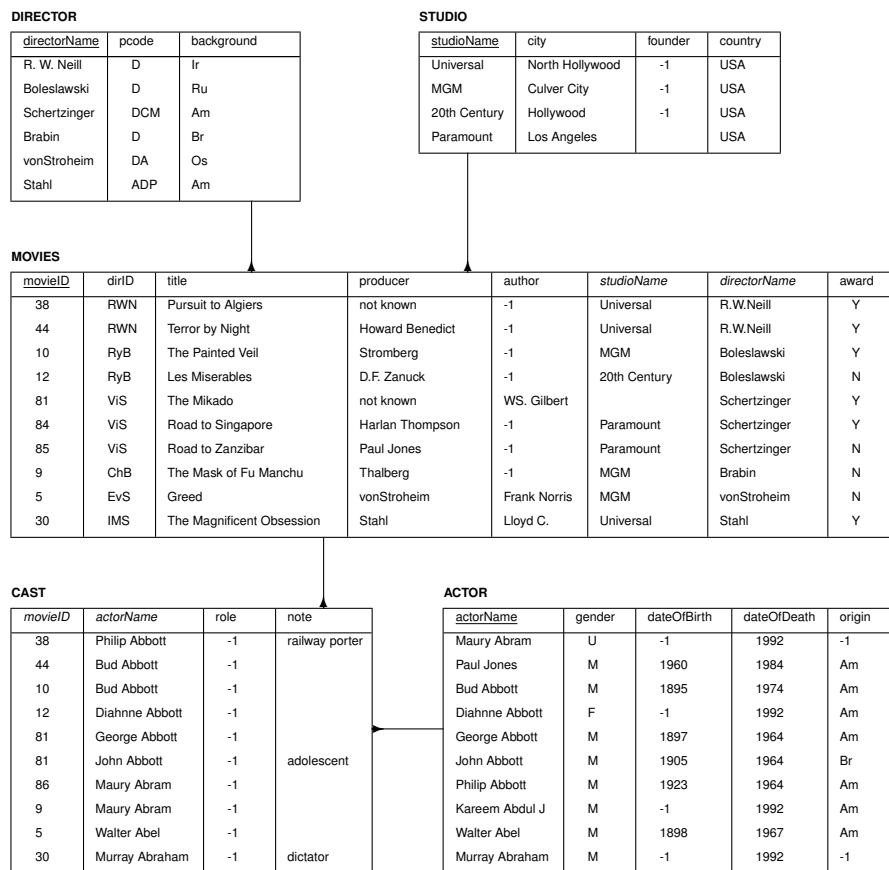 DIRECTOR
directorName pcode background
R. W. Neill D Ir
Boleslawski D Ru
Schertzinger DCM Am
Brabin D Br
vonStroheim DA Os
Stahl ADP Am
STUDIO
studioName city founder country
Universal North Hollywood -1 USA
MGM Culver City -1 USA
20th Century Hollywood -1 USA
Paramount Los Angeles USA
MOVIES
movieID dirID title producer author studioName directorName award
38 RWN Pursuit to Algiers not known -1 Universal R.W.Neill Y
44 RWN Terror by Night Howard Benedict -1 Universal R.W.Neill Y
10 RyB The Painted Veil Stromberg -1 MGM Boleslawski Y
12 RyB Les Miserables D.F. Zanuck -1 20th Century Boleslawski N
81 ViS The Mikado not known WS. Gilbert Schertzinger Y
84 ViS Road to Singapore Harlan Thompson -1 Paramount Schertzinger Y
85 ViS Road to Zanzibar Paul Jones -1 Paramount Schertzinger N
9 ChB The Mask of Fu Manchu Thalberg -1 MGM Brabin N
5 EvS Greed vonStroheim Frank Norris MGM vonStroheim N
30 IMS The Magnificent Obsession Stahl Lloyd C. Universal Stahl Y
CAST
movieID actorName role note
38 Philip Abbott -1 railway porter
44 Bud Abbott -1
10 Bud Abbott -1
12 Diahnne Abbott -1
81 George Abbott -1
81 John Abbott -1 adolescent
86 Maury Abram -1
9 Maury Abram -1
5 Walter Abel -1
30 Murray Abraham -1 dictator
ACTOR
actorName gender dateOfBirth dateOfDeath origin
Maury Abram U -1 1992 -1
Paul Jones M 1960 1984 Am
Bud Abbott M 1895 1974 Am
Diahnne Abbott F -1 1992 Am
George Abbott M 1897 1964 Am
John Abbott M 1905 1964 Br
Philip Abbott M 1923 1964 Am
Kareem Abdul J M -1 1992 Am
Walter Abel M 1898 1967 Am
Murray Abraham M -1 1992 -1